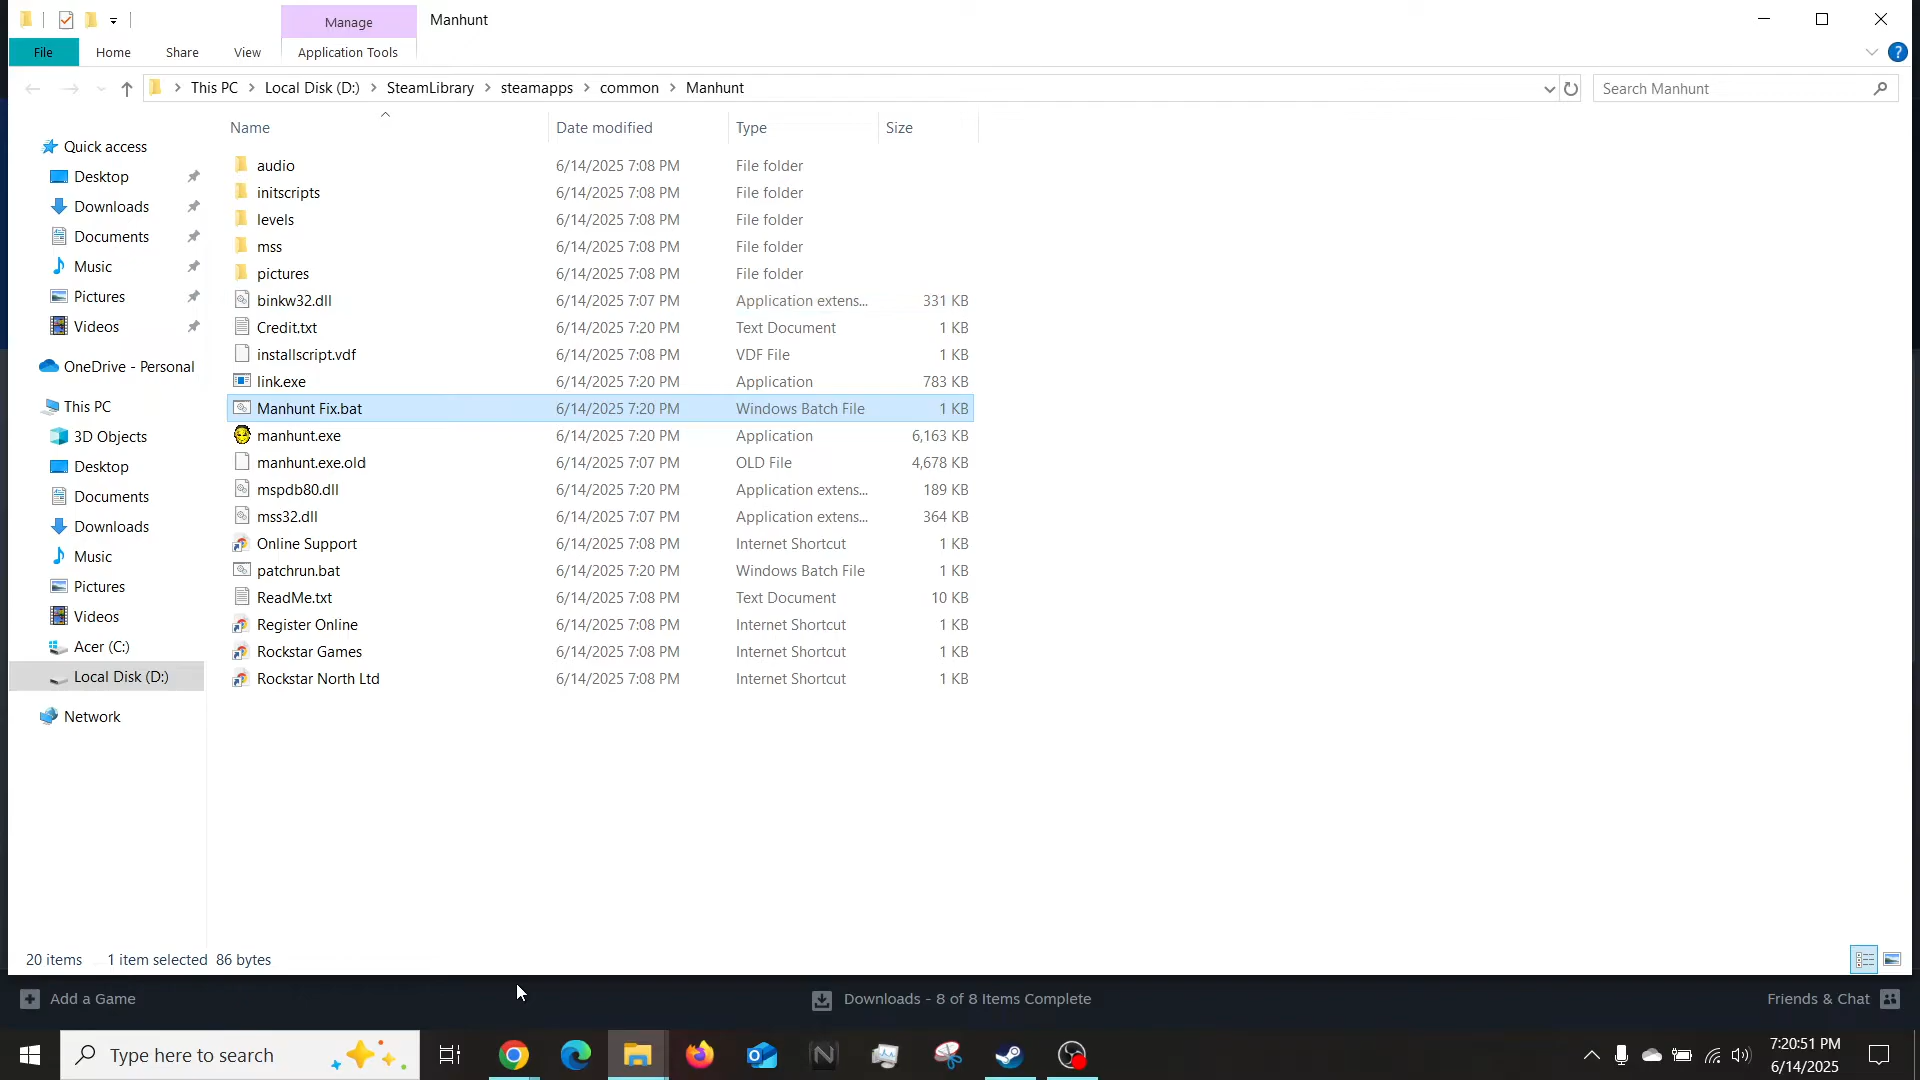 Manage
Manhunt
File
Home
Share
View
Application Tools
This PC
Local Disk (D:)
SteamLibrary
steamapps
common
Manhunt
Search Manhunt
Name
Date modified
Type
Size
Quick access
Desktop
Downloads
Documents
Music
Pictures
Videos
OneDrive - Personal
This PC
3D Objects
Desktop
Documents
Downloads
Music
Pictures
Videos
Acer (C:)
Local Disk (D:)
Network
audio 6/14/2025 7:08 PM File folder
initscripts 6/14/2025 7:08 PM File folder
levels 6/14/2025 7:08 PM File folder
mss 6/14/2025 7:08 PM File folder
pictures 6/14/2025 7:08 PM File folder
binkw32.dll 6/14/2025 7:07 PM Application extens... 331 KB
Credit.txt 6/14/2025 7:20 PM Text Document 1 KB
installscript.vdf 6/14/2025 7:08 PM VDF File 1 KB
link.exe 6/14/2025 7:20 PM Application 783 KB
Manhunt Fix.bat 6/14/2025 7:20 PM Windows Batch File 1 KB
manhunt.exe 6/14/2025 7:20 PM Application 6,163 KB
manhunt.exe.old 6/14/2025 7:07 PM OLD File 4,678 KB
mspdb80.dll 6/14/2025 7:20 PM Application extens... 189 KB
mss32.dll 6/14/2025 7:07 PM Application extens... 364 KB
Online Support 6/14/2025 7:08 PM Internet Shortcut 1 KB
patchrun.bat 6/14/2025 7:20 PM Windows Batch File 1 KB
ReadMe.txt 6/14/2025 7:08 PM Text Document 10 KB
Register Online 6/14/2025 7:08 PM Internet Shortcut 1 KB
Rockstar Games 6/14/2025 7:08 PM Internet Shortcut 1 KB
Rockstar North Ltd 6/14/2025 7:08 PM Internet Shortcut 1 KB
20 items 1 item selected 86 bytes
Add a Game
Downloads - 8 of 8 Items Complete
Friends & Chat
Type here to search
7:20:51 PM
6/14/2025